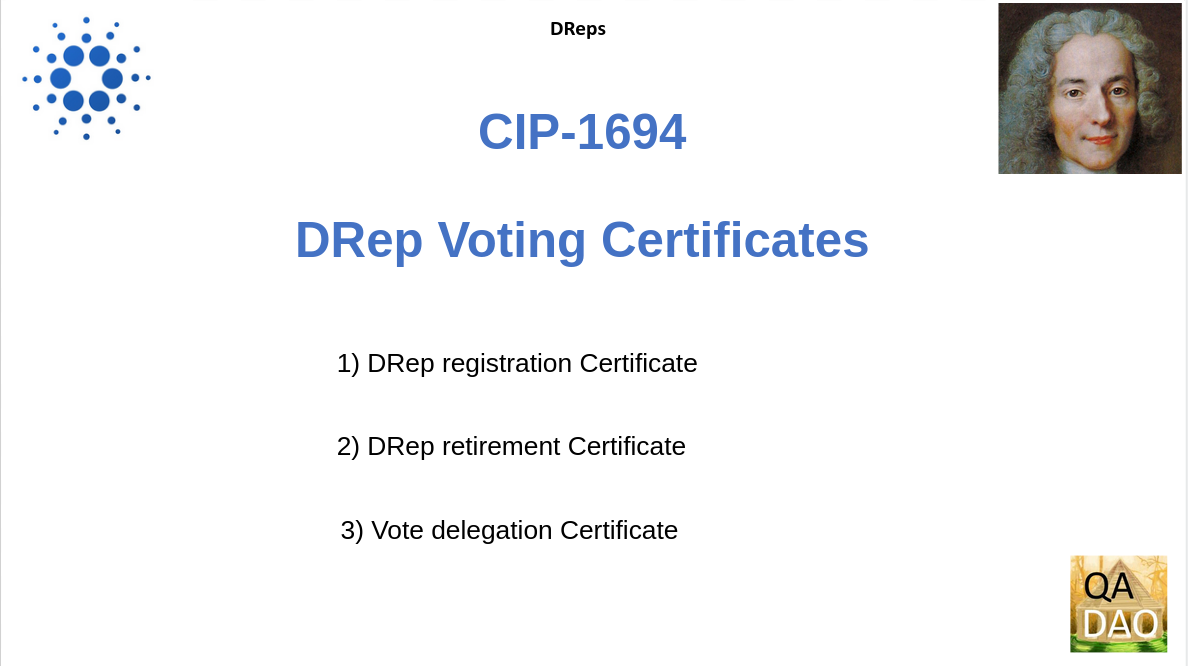 DReps
CIP-1694
DRep Voting Certificates
1) DRep registration Certificate
2) DRep retirement Certificate
3) Vote delegation Certificate
QA
DAO